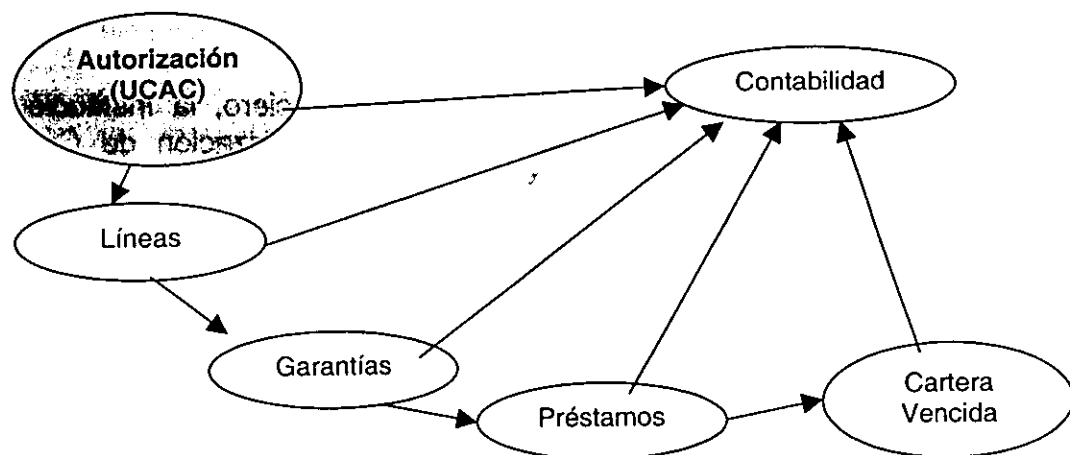 Autorización
(UCAC)
Contabilidad
Líneas
Garantías
Préstamos
Cartera
Vencida